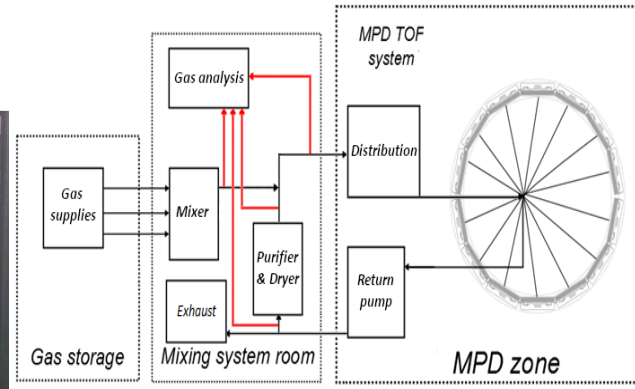 MPD TOF
system
Gas analysis
Distribution
Gas
supplies
Mixer
Purifier
& Dryer
Return
pump
Exhaust
Gas storage
Mixing system room
MPD zone